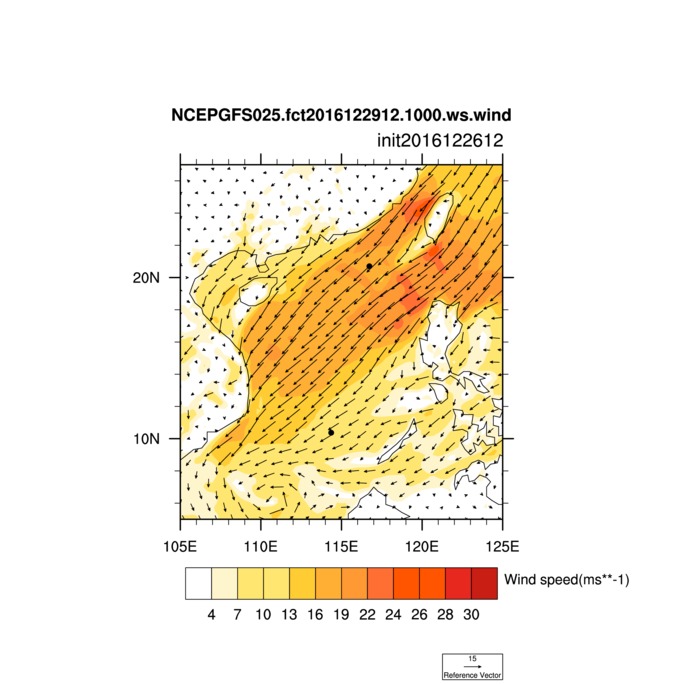 NCEPGFS025.fct2016122912.1000.ws.wind
init2016122612
20N
10N
105E 110E 115E 120E 125E
Wind speed(ms**-1)
4 7 10 13 16 19 22 24 26 28 30
15
Reference Vector